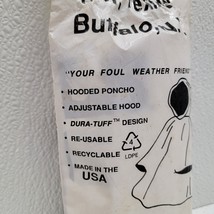 Buffalo,
"YOUR FOUL WEATHER FRIEND
• HOODED PONCHO
• ADJUSTABLE HOOD
• DURA-TUFF™ DESIGN
• RE-USABLE
• RECYCLABLE
• MADE IN THE
USA
4
LDPE